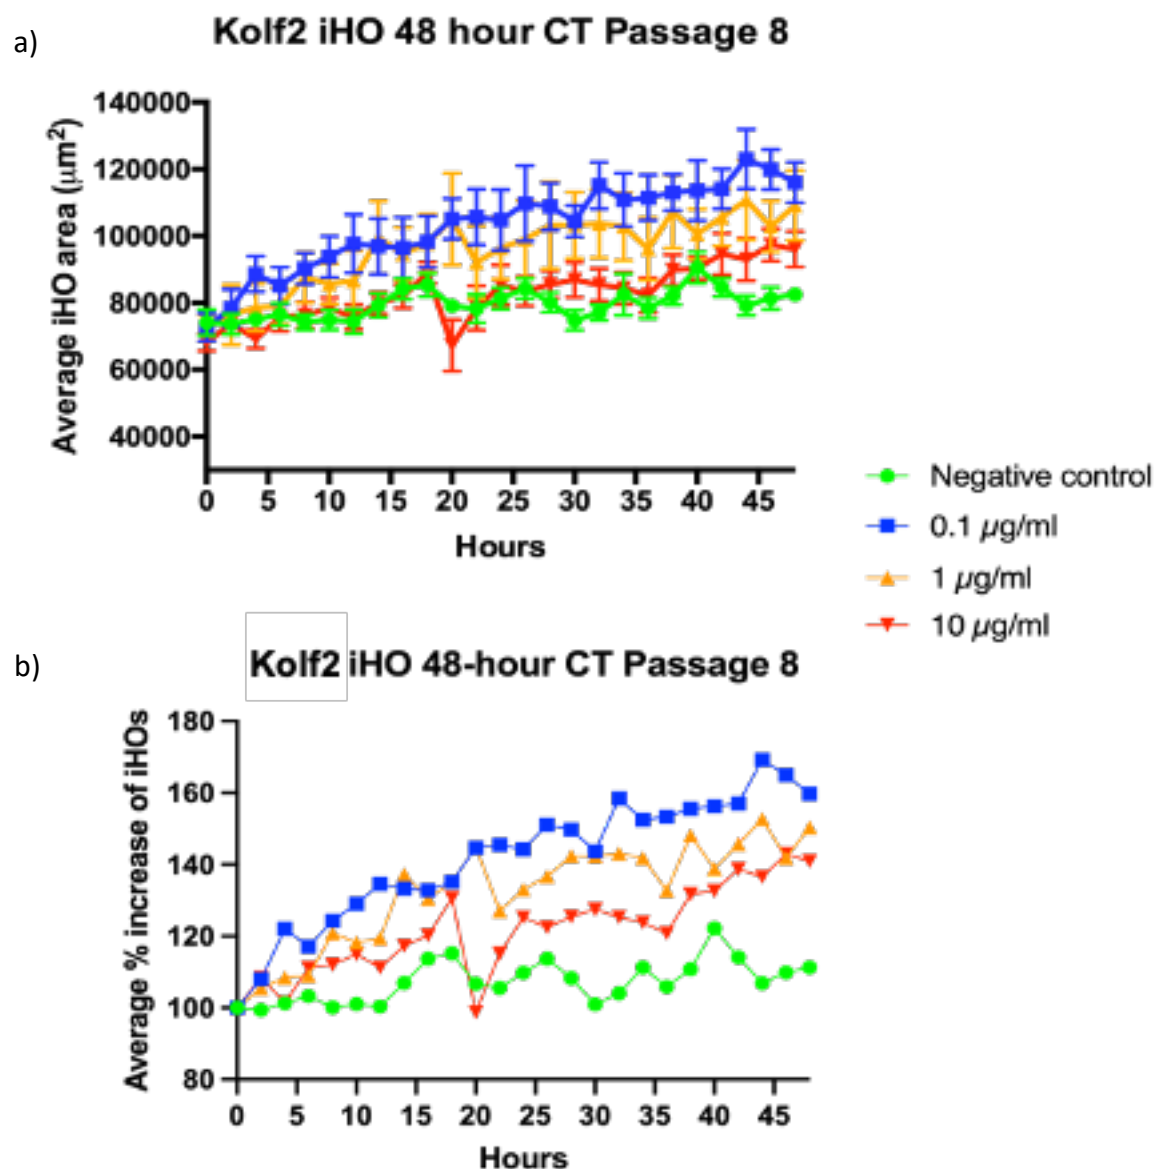 a)
Kolf2 iHO 48 hour CT Passage 8
Average iHO area (μm²)
140000
120000
100000
80000
60000
40000
0 5 10 15 20 25 30 35 40 45
Hours
Negative control
0.1 μg/ml
1 μg/ml
10 μg/ml
b)
Kolf2 iHO 48-hour CT Passage 8
Average % increase of iHOs
180
160
140
120
100
80
0 5 10 15 20 25 30 35 40 45
Hours